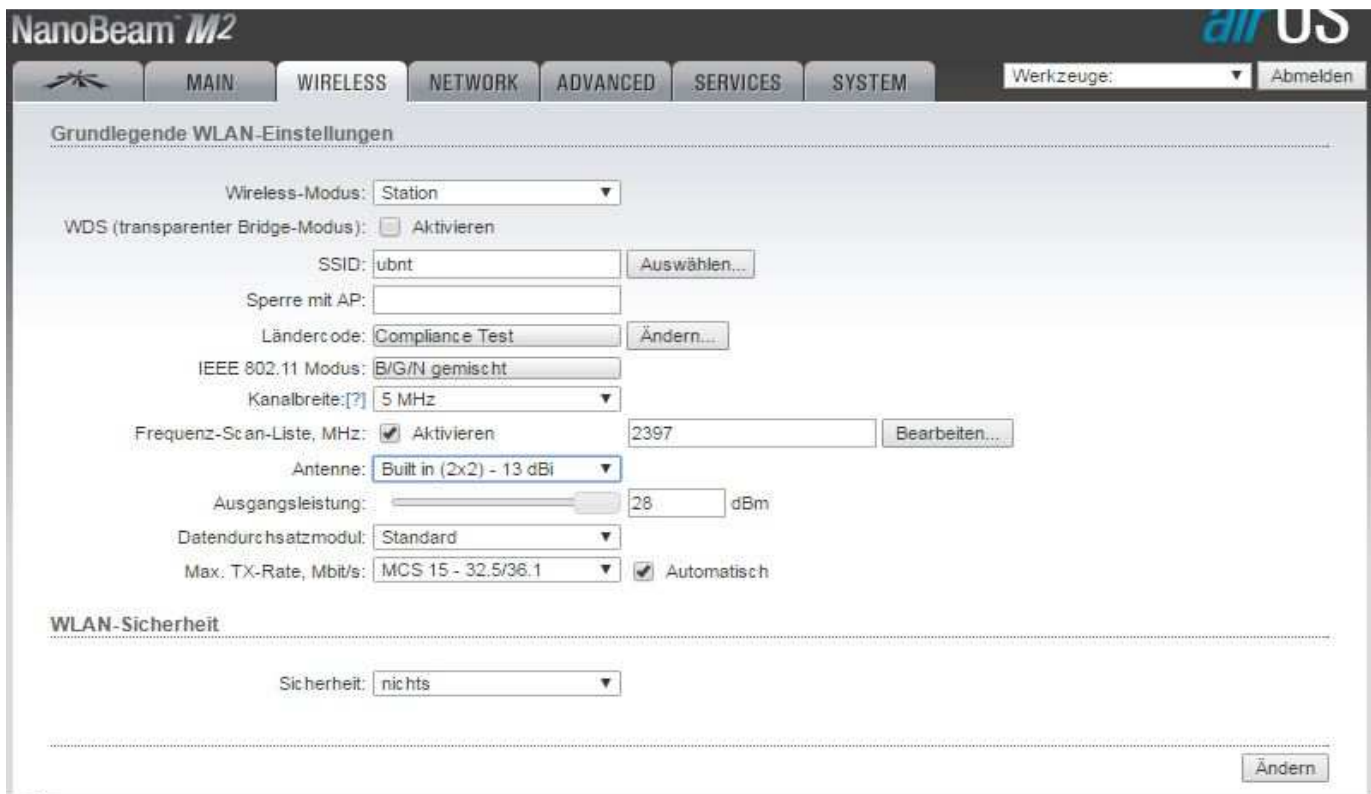 NanoBeam™ M2
air OS
MAIN WIRELESS NETWORK ADVANCED SERVICES SYSTEM Werkzeuge: Abmelden
Grundlegende WLAN-Einstellungen
Wireless-Modus: Station
WDS (transparenter Bridge-Modus): Aktivieren
SSID: ubnt Auswählen...
Sperre mit AP:
Ländercode: Compliance Test Ändern...
IEEE 802.11 Modus: B/G/N gemischt
Kanalbreite:[?] 5 MHz
Frequenz-Scan-Liste, MHz: Aktivieren 2397 Bearbeiten...
Antenne: Built in (2x2) - 13 dBi
Ausgangsleistung: 28 dBm
Datendurchsatzmodul: Standard
Max. TX-Rate, Mbit/s: MCS 15 - 32.5/36.1 Automatisch
WLAN-Sicherheit
Sicherheit: nichts
Ändern